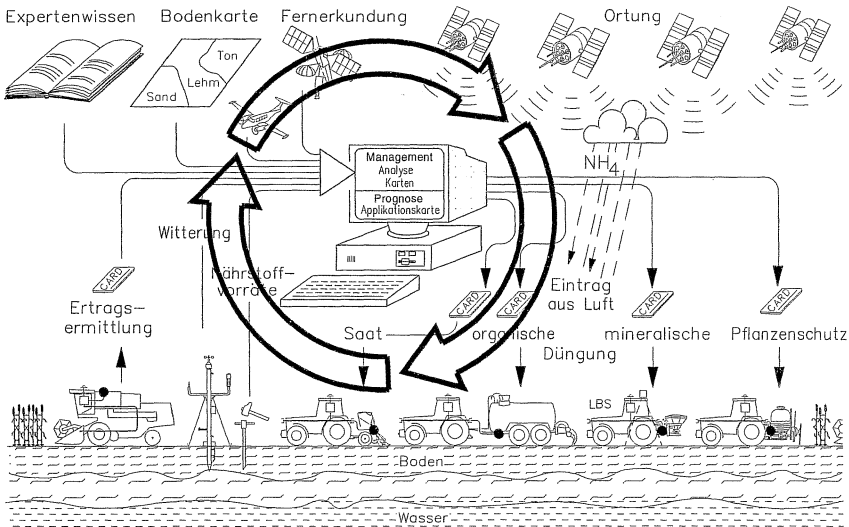 Expertenwissen
Bodenkarte
Fernerkundung
Ortung
Ton
Lehm
Sand
NH4
Management
Analyse
Karten
Prognose
Applikationskarte
Witterung
Nährstoff-
vorräte
CARD
Ertrags-
ermittlung
CARD
CARD
CARD
CARD
Eintrag
aus Luft
Saat
organische
mineralische
Düngung
Pflanzenschutz
LBS
Boden
Wasser